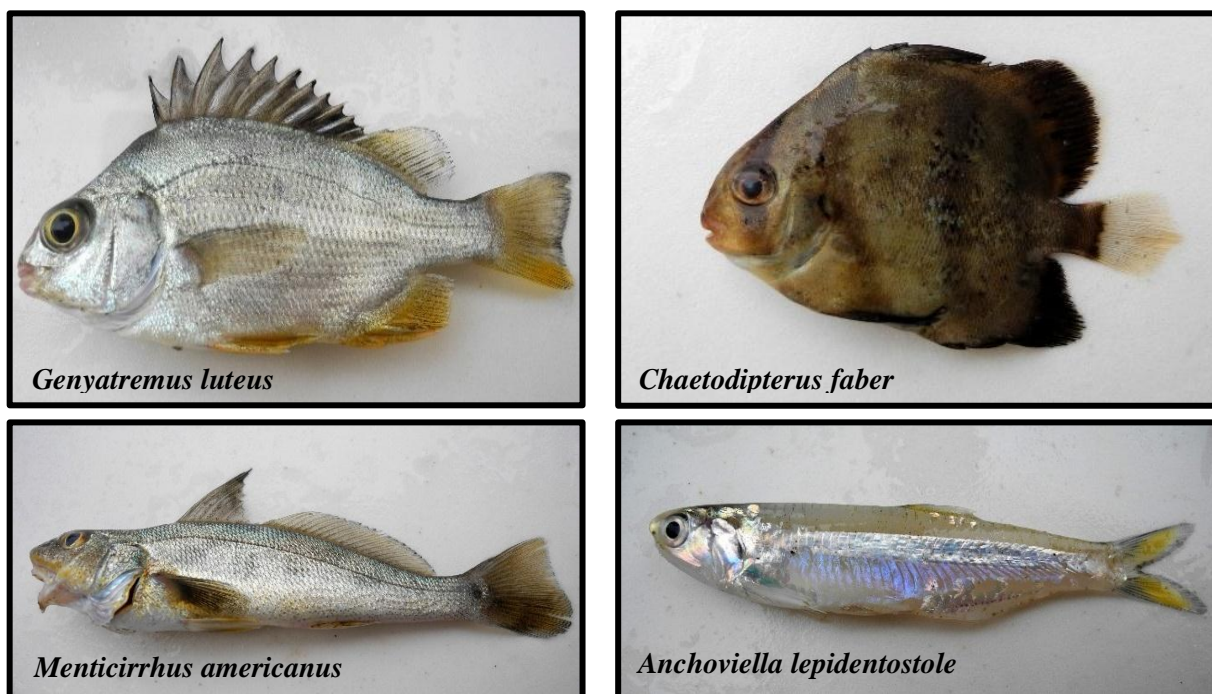 Genyatremus luteus
Chaetodipterus faber
Menticirrhus americanus
Anchoviella lepidentostole